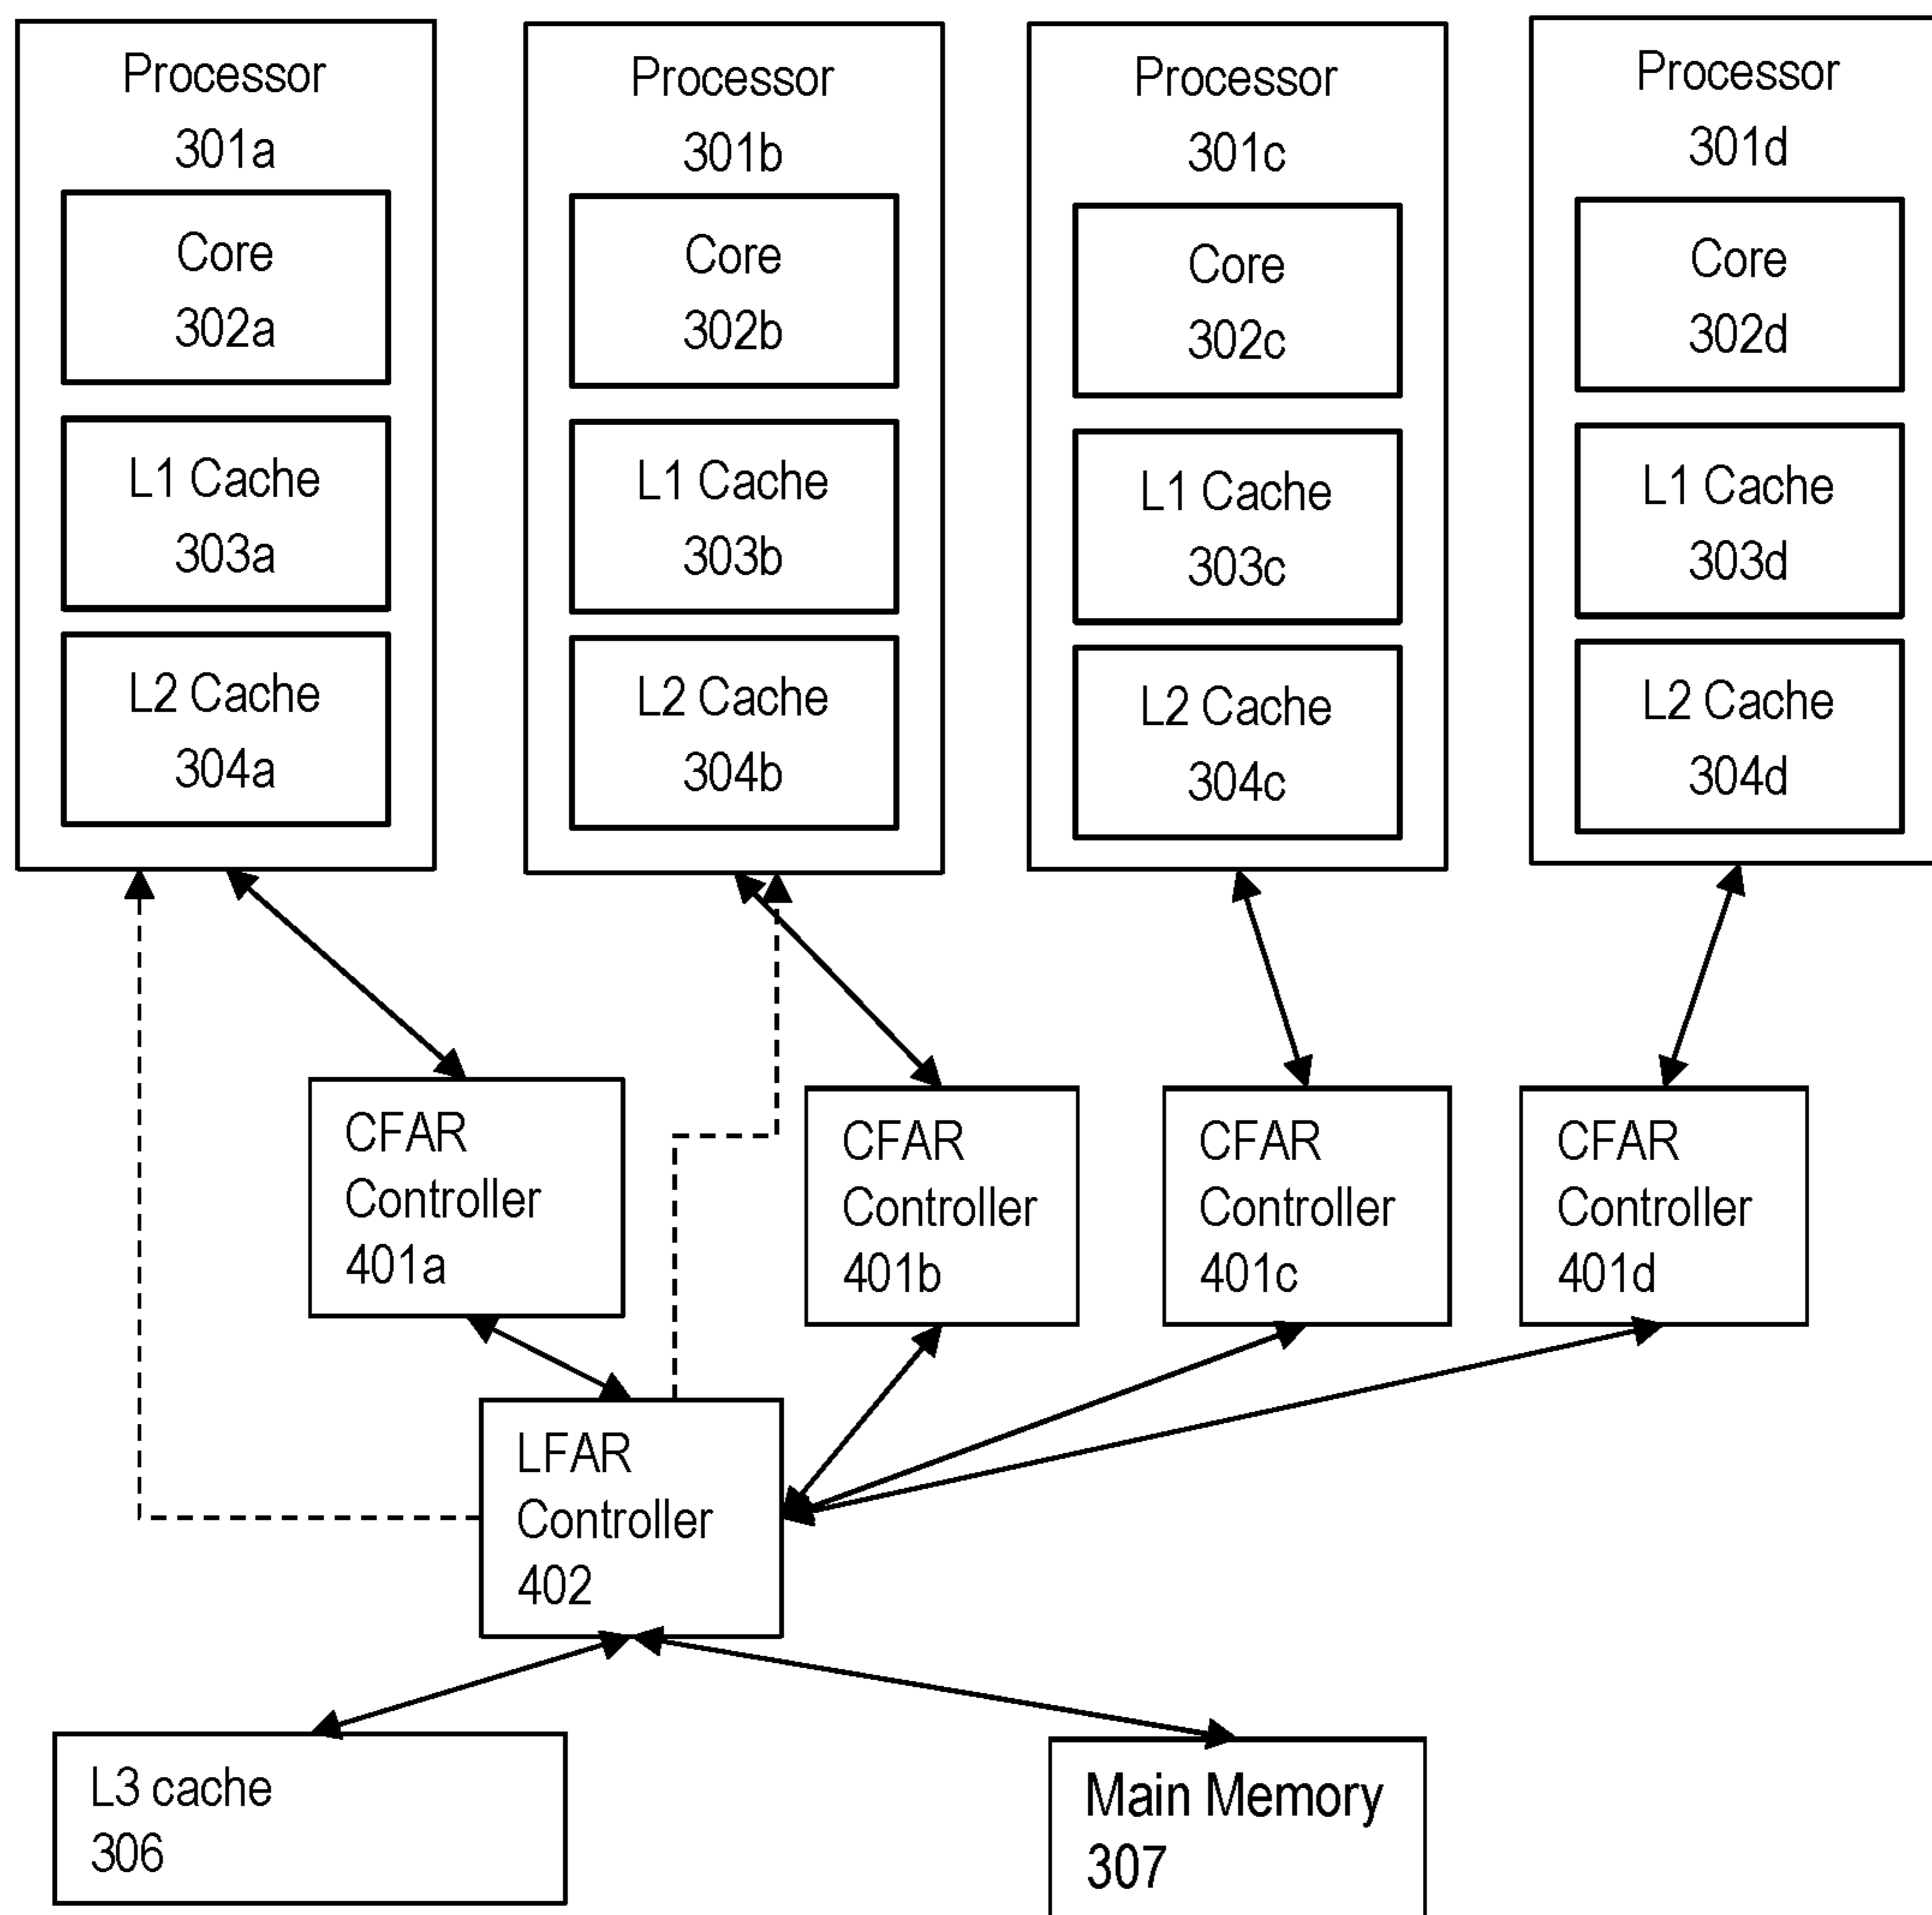 Processor
301a
Core
302a
L1 Cache
303a
L2 Cache
304a
Processor
301b
Core
302b
L1 Cache
303b
L2 Cache
304b
Processor
301c
Core
302c
L1 Cache
303c
L2 Cache
304c
Processor
301d
Core
302d
L1 Cache
303d
L2 Cache
304d
CFAR
Controller
401a
CFAR
Controller
401b
CFAR
Controller
401c
CFAR
Controller
401d
LFAR
Controller
402
L3 cache
306
Main Memory
307